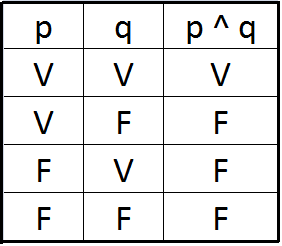 p q p ^ q
V V V
V F F
F V F
F F F